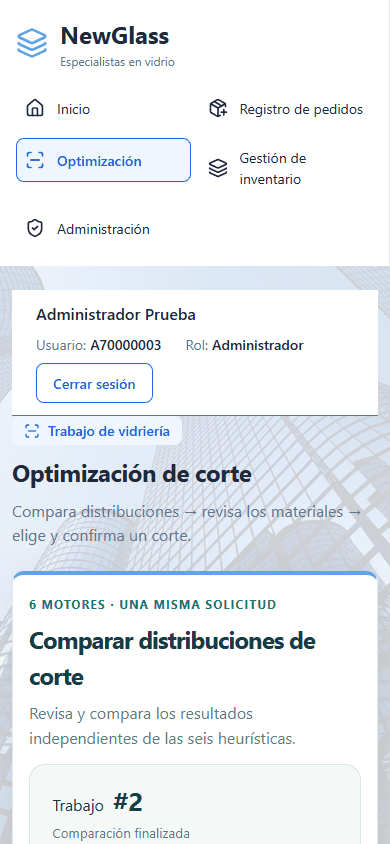 NewGlass
Especialistas en vidrio
Inicio
Registro de pedidos
Optimización
Gestión de
inventario
Administración
Administrador Prueba
Usuario: A70000003 Rol: Administrador
Cerrar sesión
Trabajo de vidriería
Optimización de corte
Compara distribuciones → revisa los materiales →
elige y confirma un corte.
6 MOTORES · UNA MISMA SOLICITUD
Comparar distribuciones de
corte
Revisa y compara los resultados
independientes de las seis heurísticas.
Trabajo #2
Comparación finalizada